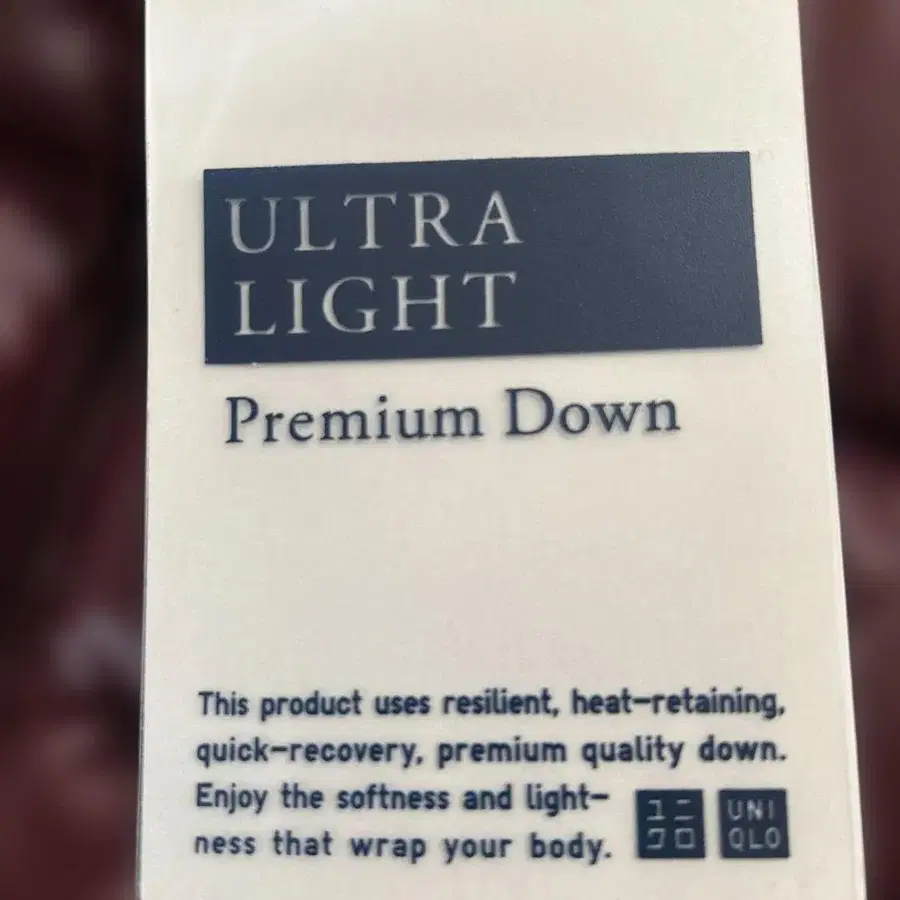 ULTRA
LIGHT
Premium Down
This product uses resilient, heat-retaining,
quick-recovery, premium quality down.
Enjoy the softness and light-
ness that wrap your body.
ユニ
クロ
UNI
QLO